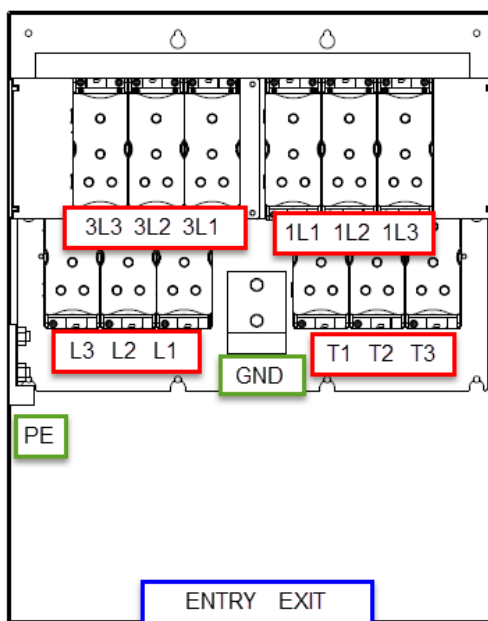 3L3 3L2 3L1
1L1 1L2 1L3
L3 L2 L1
T1 T2 T3
GND
PE
ENTRY EXIT